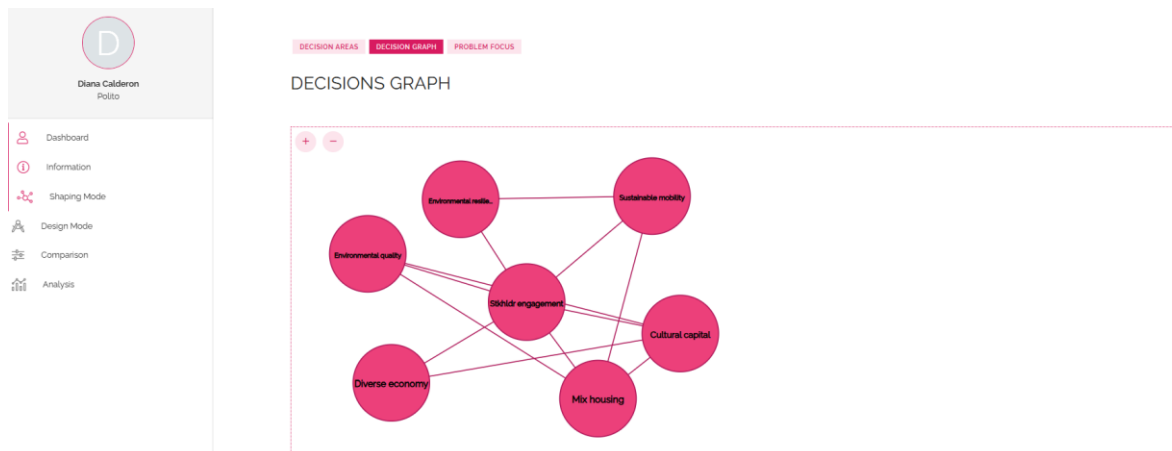 D
Diana Calderon
Polito
Dashboard
Information
Shaping Mode
Design Mode
Comparison
Analysis
DECISION AREAS DECISION GRAPH PROBLEM FOCUS
DECISIONS GRAPH
+ −
Environmental resilie...
Sustainable mobility
Environmental quality
Stkhldr engagement
Cultural capital
Diverse economy
Mix housing